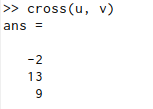 >> cross(u, v)
ans =
-2
13
9